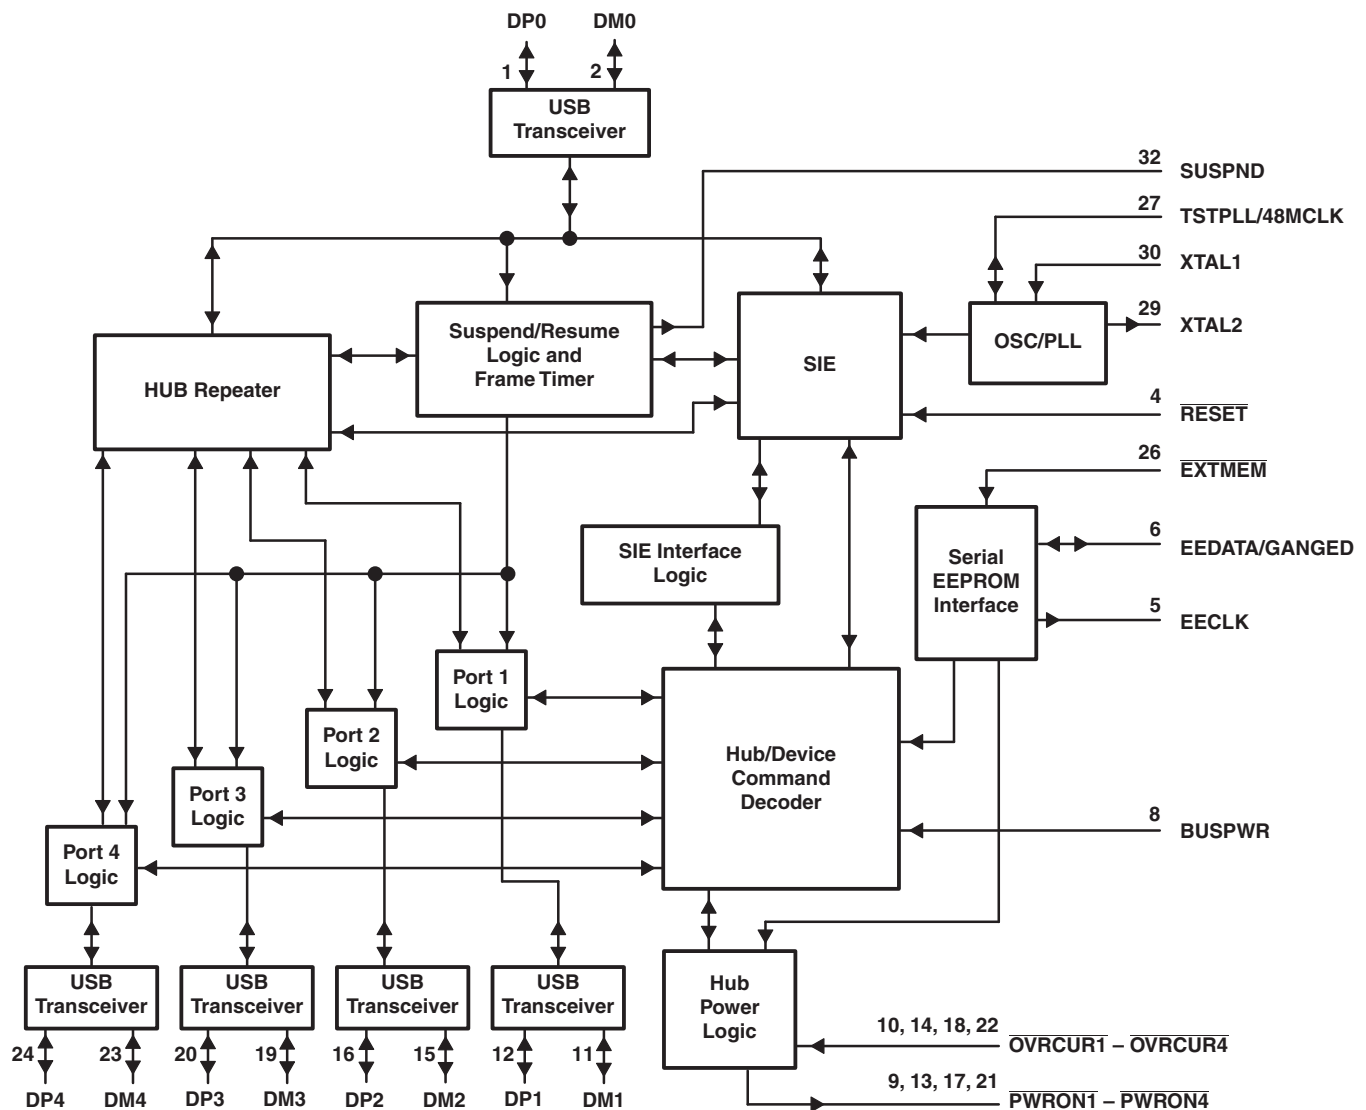 DP0 DM0
1 2
USB
Transceiver
32 SUSPND
27 TSTPLL/48MCLK
30 XTAL1
29 XTAL2
OSC/PLL
Suspend/Resume
Logic and
Frame Timer
SIE
HUB Repeater
4 RESET
26 EXTMEM
6 EEDATA/GANGED
5 EECLK
SIE Interface
Logic
Serial
EEPROM
Interface
Port 1
Logic
Port 2
Logic
Port 3
Logic
Port 4
Logic
Hub/Device
Command
Decoder
8 BUSPWR
USB
Transceiver
USB
Transceiver
USB
Transceiver
USB
Transceiver
Hub
Power
Logic
10, 14, 18, 22 OVRCUR1 – OVRCUR4
9, 13, 17, 21 PWRON1 – PWRON4
24 23 20 19 16 15 12 11
DP4 DM4 DP3 DM3 DP2 DM2 DP1 DM1